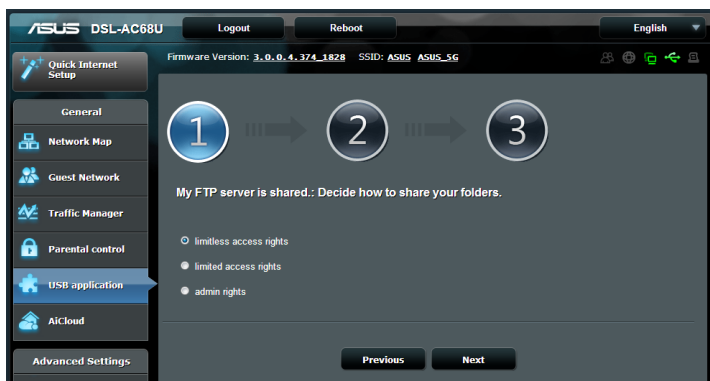 ASUS DSL-AC68U Logout Reboot English
Quick Internet Setup
Firmware Version: 3.0.0.4.374_1828 SSID: ASUS ASUS_5G
General
Network Map
Guest Network
Traffic Manager
Parental control
USB application
AiCloud
Advanced Settings
1 2 3
My FTP server is shared.: Decide how to share your folders.
limitless access rights
limited access rights
admin rights
Previous Next